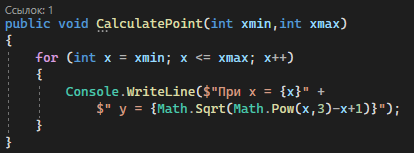 Ссылок: 1
public void CalculatePoint(int xmin,int xmax)
{
for (int x = xmin; x <= xmax; x++)
{
Console.WriteLine($"При x = {x}" +
$" y = {Math.Sqrt(Math.Pow(x,3)-x+1)}");
}
}